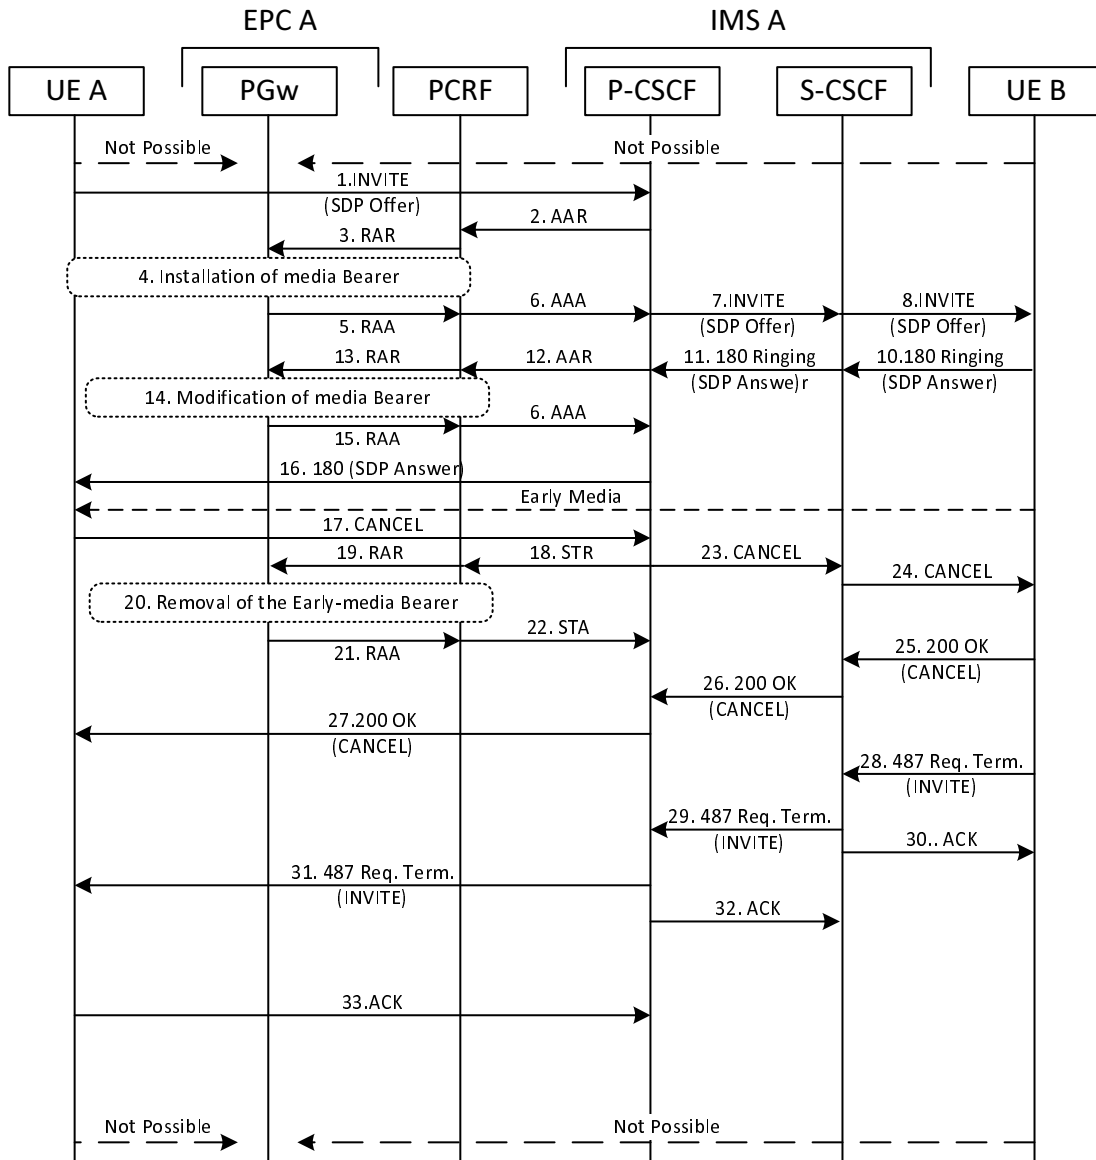 EPC A
IMS A
UE A
PGw
PCRF
P-CSCF
S-CSCF
UE B
Not Possible
Not Possible
1.INVITE
(SDP Offer)
2. AAR
3. RAR
4. Installation of media Bearer
5. RAA
6. AAA
7.INVITE
(SDP Offer)
8.INVITE
(SDP Offer)
13. RAR
12. AAR
11. 180 Ringing
(SDP Answe)r
10.180 Ringing
(SDP Answer)
14. Modification of media Bearer
15. RAA
6. AAA
16. 180 (SDP Answer)
Early Media
17. CANCEL
19. RAR
18. STR
23. CANCEL
24. CANCEL
20. Removal of the Early-media Bearer
21. RAA
22. STA
25. 200 OK
(CANCEL)
26. 200 OK
(CANCEL)
27.200 OK
(CANCEL)
28. 487 Req. Term.
(INVITE)
29. 487 Req. Term.
(INVITE)
30.. ACK
31. 487 Req. Term.
(INVITE)
32. ACK
33.ACK
Not Possible
Not Possible